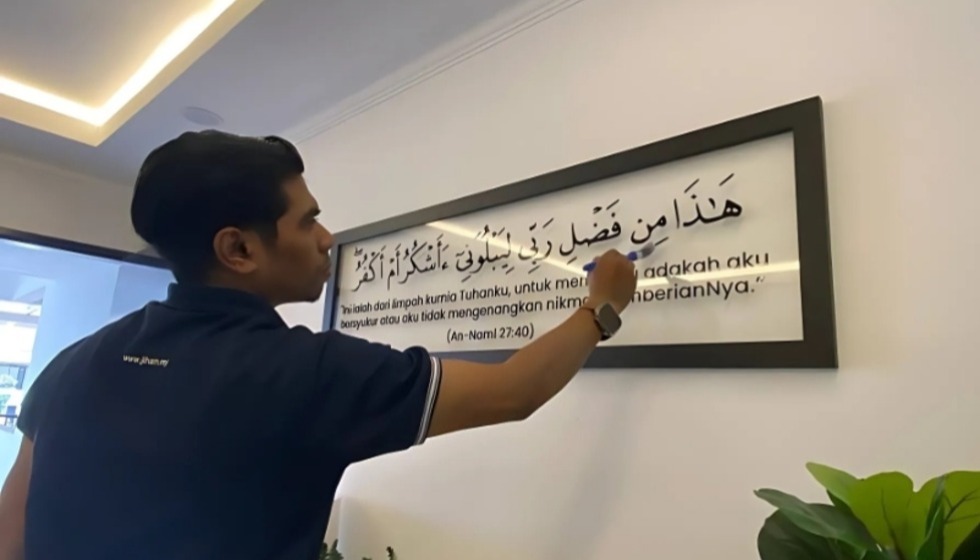 هَـٰذَا مِن فَضْلِ رَبِّى لِيَبْلُوَنِىٓ ءَأَشْكُرُ أَمْ أَكْفُرُ ۖ
"Ini ialah dari limpah kurnia Tuhanku, untuk adakah aku
bersyukur atau aku tidak mengenangkan nikmat
(An-Naml 27:40)
www.jihan.my